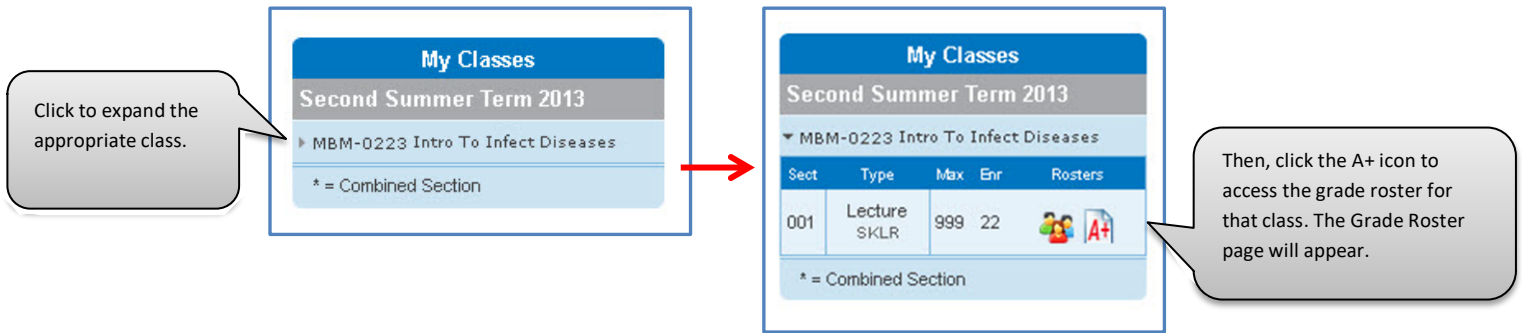 Click to expand the
appropriate class.
My Classes
Second Summer Term 2013
MBM-0223 Intro To Infect Diseases
* = Combined Section
My Classes
Second Summer Term 2013
MBM-0223 Intro To Infect Diseases
Sect Type Max Enr Rosters
001 Lecture 999 22 A+
SKLR
* = Combined Section
Then, click the A+ icon to
access the grade roster for
that class. The Grade Roster
page will appear.